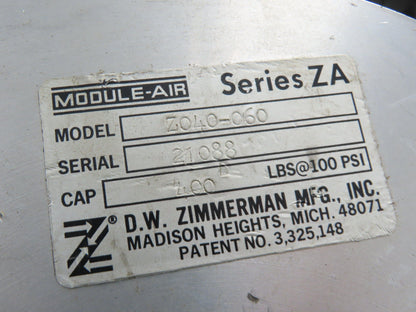 MODULE-AIR Series ZA
MODEL Z040-060
SERIAL 21088
CAP 400 LBS@100 PSI
D.W. ZIMMERMAN MFG., INC.
MADISON HEIGHTS, MICH. 48071
PATENT NO. 3,325,148
®